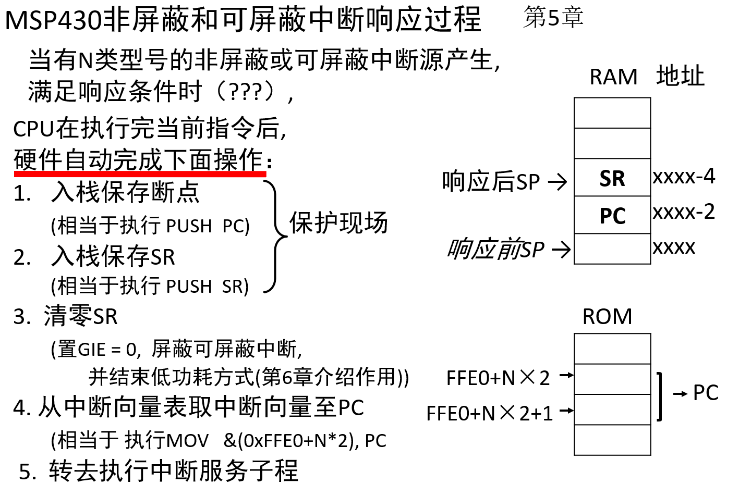 MSP430非屏蔽和可屏蔽中断响应过程
第5章
当有N类型号的非屏蔽或可屏蔽中断源产生,
满足响应条件时（???）,
CPU在执行完当前指令后,
硬件自动完成下面操作:
1. 入栈保存断点
(相当于执行 PUSH PC)
2. 入栈保存SR
(相当于执行 PUSH SR)
保护现场
3. 清零SR
(置GIE = 0, 屏蔽可屏蔽中断,
并结束低功耗方式(第6章介绍作用))
4. 从中断向量表取中断向量至PC
(相当于 执行MOV &(0xFFE0+N*2), PC
5. 转去执行中断服务子程
RAM 地址
响应后SP → SR xxxx-4
PC xxxx-2
响应前SP → xxxx
ROM
FFE0+N×2 →
FFE0+N×2+1 →
→ PC